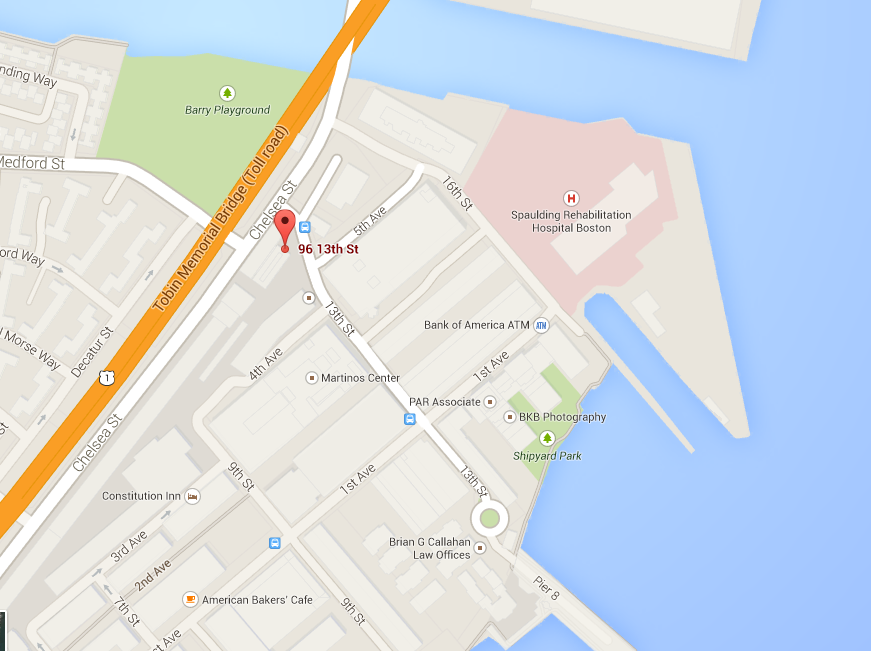 nding Way
Barry Playground
Medford St
Tobin Memorial Bridge (Toll road)
Chelsea St
16th St
H
Spaulding Rehabilitation
Hospital Boston
5th Ave
96 13th St
ord Way
13th St
Bank of America ATM
ATM
l Morse Way
Decatur St
4th Ave
1st Ave
1
Martinos Center
PAR Associate
BKB Photography
St
Chelsea St
Shipyard Park
9th St
1st Ave
13th St
Constitution Inn
3rd Ave
Brian G Callahan
Law Offices
2nd Ave
Pier 8
7th St
American Bakers' Cafe
9th St
st Ave